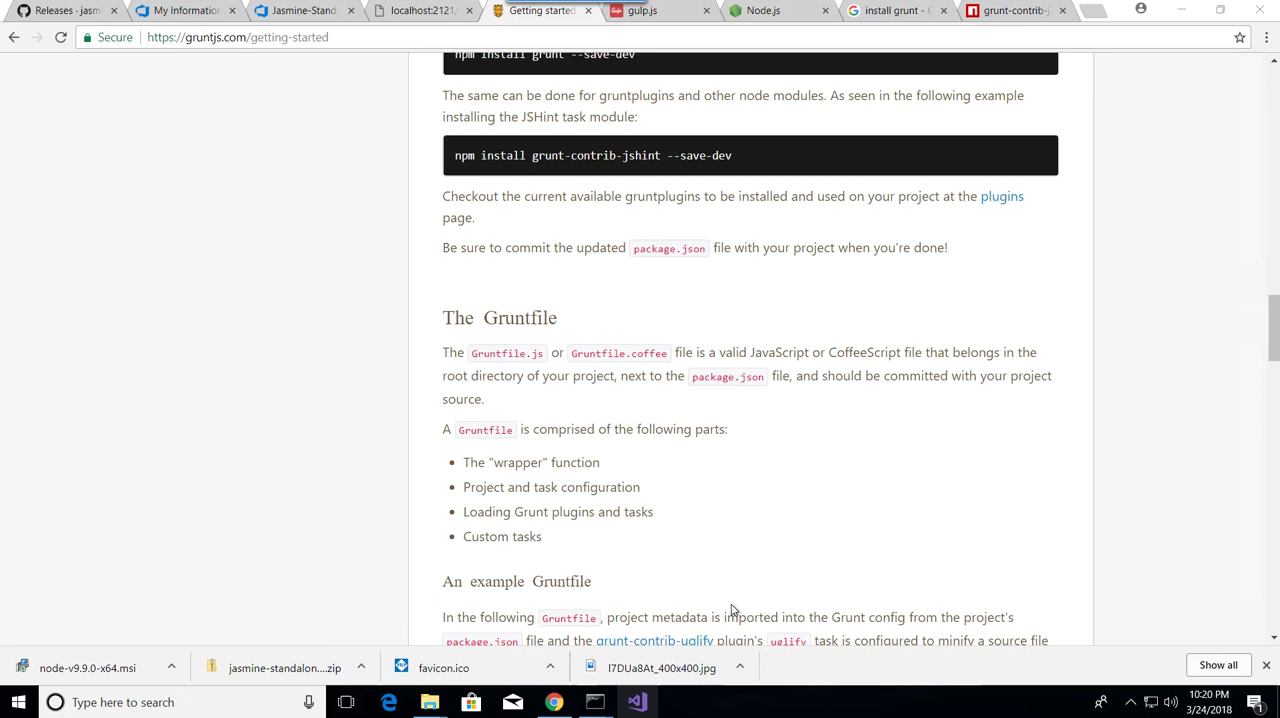 Releases · jasm
My Information
Jasmine-Stand
localhost:2121/
Getting started
gulp.js
Node.js
install grunt - G
grunt-contrib-
Secure
https://gruntjs.com/getting-started
npm install grunt --save-dev
The same can be done for gruntplugins and other node modules. As seen in the following example
installing the JSHint task module:
npm install grunt-contrib-jshint --save-dev
Checkout the current available gruntplugins to be installed and used on your project at the plugins
page.
Be sure to commit the updated package.json file with your project when you're done!
The Gruntfile
The Gruntfile.js or Gruntfile.coffee file is a valid JavaScript or CoffeeScript file that belongs in the
root directory of your project, next to the package.json file, and should be committed with your project
source.
A Gruntfile is comprised of the following parts:
• The "wrapper" function
• Project and task configuration
• Loading Grunt plugins and tasks
• Custom tasks
An example Gruntfile
In the following Gruntfile, project metadata is imported into the Grunt config from the project's
package.json file and the grunt-contrib-uglify plugin's uglify task is configured to minify a source file
node-v9.9.0-x64.msi
jasmine-standalon....zip
favicon.ico
I7DUa8At_400x400.jpg
Show all
Type here to search
10:20 PM
3/24/2018
1